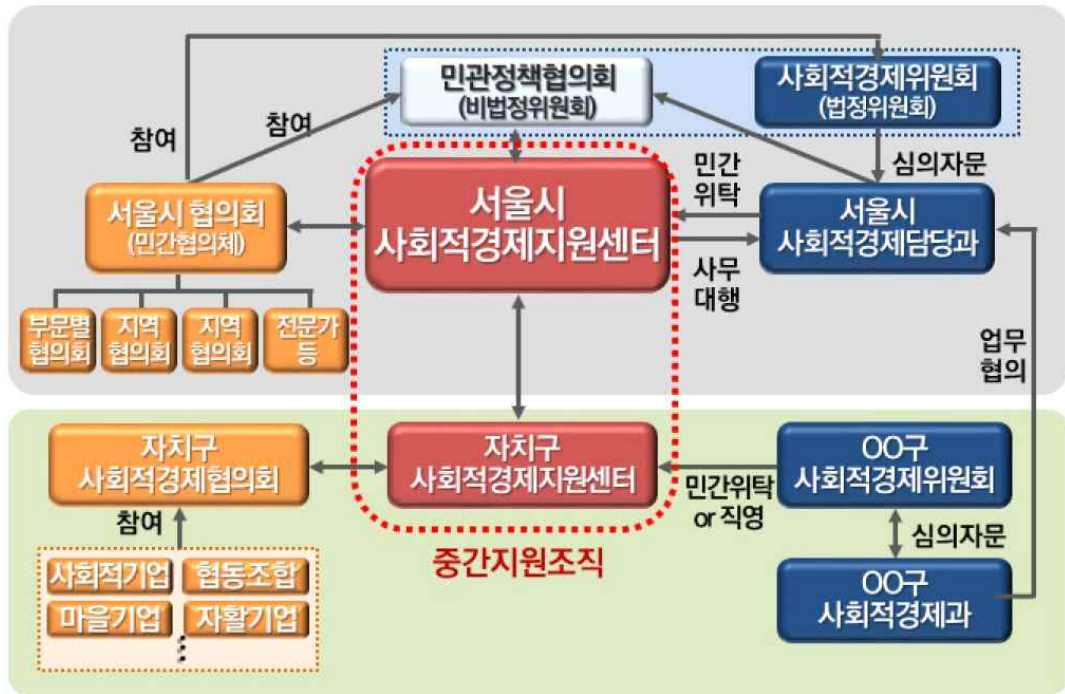 민관정책협의회
(비법정위원회)
사회적경제위원회
(법정위원회)
참여
참여
심의자문
민간
위탁
서울시 협의회
(민간협의체)
서울시
사회적경제지원센터
서울시
사회적경제담당과
사무
대행
부문별
협의회
지역
협의회
지역
협의회
전문가
등
업무
협의
자치구
사회적경제협의회
자치구
사회적경제지원센터
OO구
사회적경제위원회
민간위탁
or 직영
참여
심의자문
중간지원조직
사회적기업
협동조합
마을기업
자활기업
OO구
사회적경제과